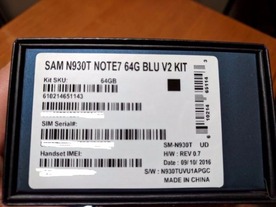 SAM N930T NOTE7 64G BLU V2 KIT
Kit SKU: 64GB
610214651143
SIM Serial#:
SM-N930T UD
Handset IMEI:
H/W : REV 0.7
DATE : 09/ 10/ 2016
S/W : N930TUVU1APGC
MADE IN CHINA